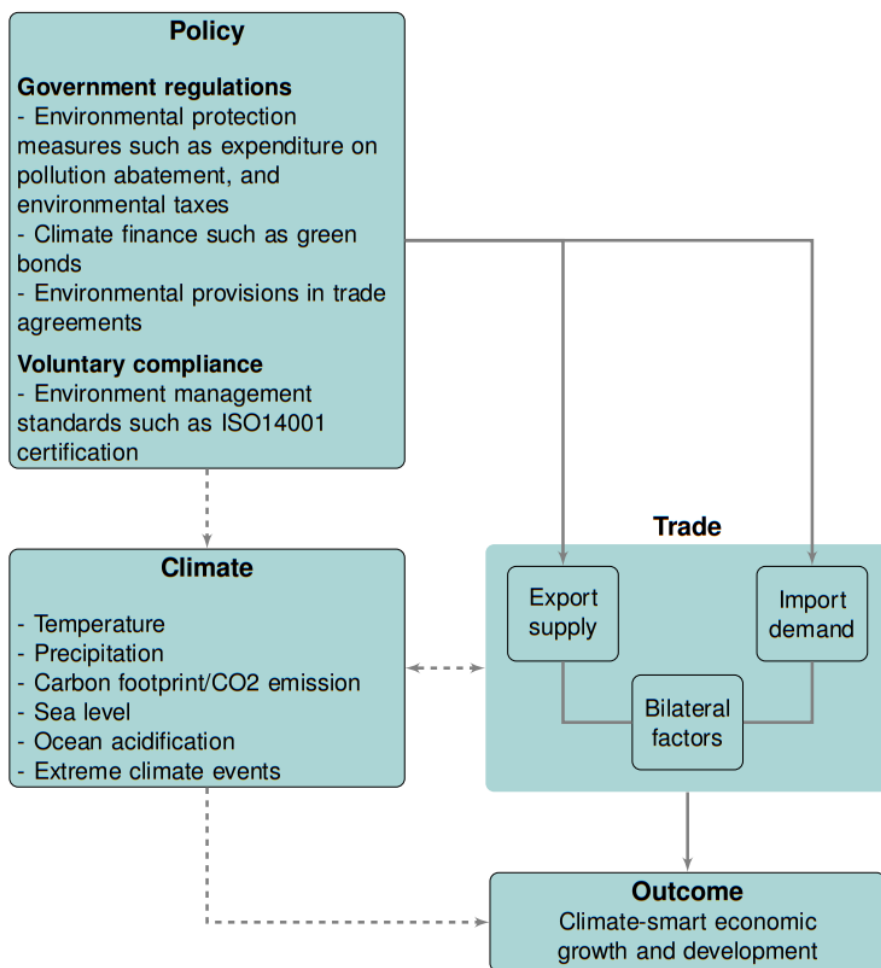 Policy
Government regulations
- Environmental protection
measures such as expenditure on
pollution abatement, and
environmental taxes
- Climate finance such as green
bonds
- Environmental provisions in trade
agreements
Voluntary compliance
- Environment management
standards such as ISO14001
certification
Trade
Export
supply
Import
demand
Bilateral
factors
Climate
- Temperature
- Precipitation
- Carbon footprint/CO2 emission
- Sea level
- Ocean acidification
- Extreme climate events
Outcome
Climate-smart economic
growth and development